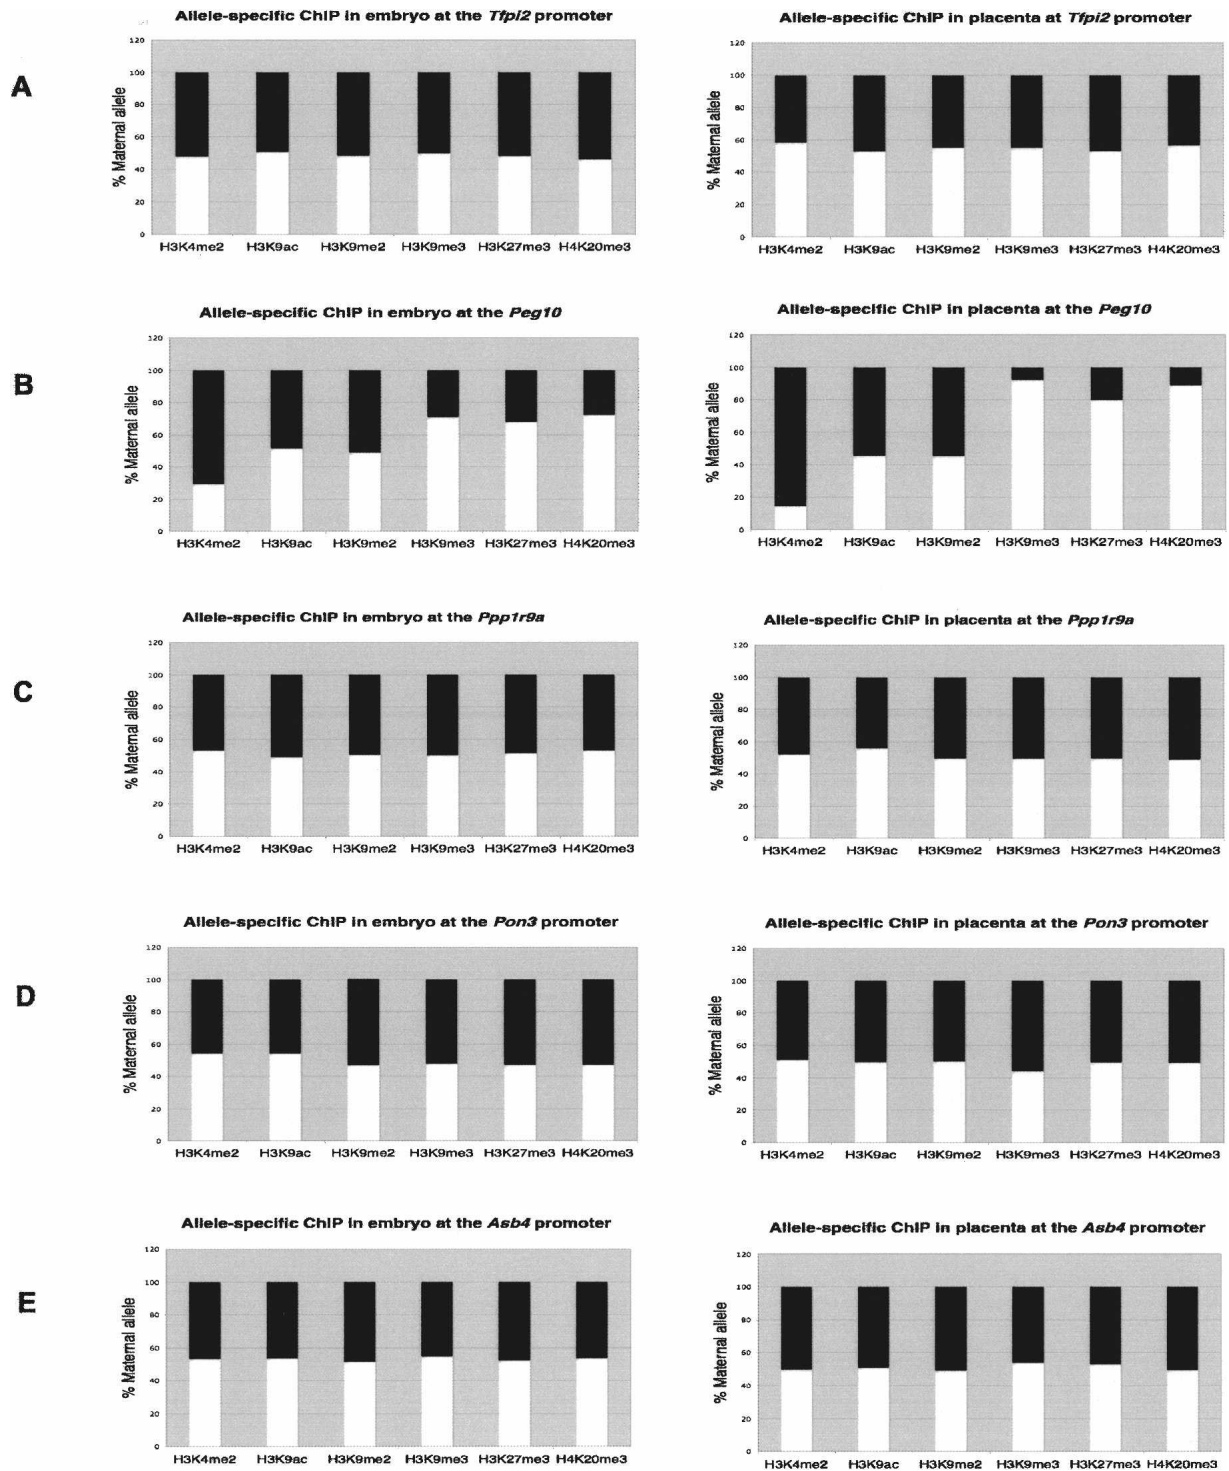 A
Allele-specific ChIP in embryo at the Tfpi2 promoter
120
100
80
60
40
20
0
% Maternal allele
H3K4me2 H3K9ac H3K9me2 H3K9me3 H3K27me3 H4K20me3
Allele-specific ChIP in placenta at Tfpi2 promoter
120
100
80
60
40
20
0
% Maternal allele
H3K4me2 H3K9ac H3K9me2 H3K9me3 H3K27me3 H4K20me3
B
Allele-specific ChIP in embryo at the Peg10
120
100
80
60
40
20
0
% Maternal allele
H3K4me2 H3K9ac H3K9me2 H3K9me3 H3K27me3 H4K20me3
Allele-specific ChIP in placenta at the Peg10
120
100
80
60
40
20
0
% Maternal allele
H3K4me2 H3K9ac H3K9me2 H3K9me3 H3K27me3 H4K20me3
C
Allele-specific ChIP in embryo at the Ppp1r9a
120
100
80
60
40
20
0
% Maternal allele
H3K4me2 H3K9ac H3K9me2 H3K9me3 H3K27me3 H4K20me3
Allele-specific ChIP in placenta at the Ppp1r9a
120
100
80
60
40
20
0
% Maternal allele
H3K4me2 H3K9ac H3K9me2 H3K9me3 H3K27me3 H4K20me3
D
Allele-specific ChIP in embryo at the Pon3 promoter
120
100
80
60
40
20
0
% Maternal allele
H3K4me2 H3K9ac H3K9me2 H3K9me3 H3K27me3 H4K20me3
Allele-specific ChIP in placenta at the Pon3 promoter
120
100
80
60
40
20
0
% Maternal allele
H3K4me2 H3K9ac H3K9me2 H3K9me3 H3K27me3 H4K20me3
E
Allele-specific ChIP in embryo at the Asb4 promoter
120
100
80
60
40
20
0
% Maternal allele
H3K4me2 H3K9ac H3K9me2 H3K9me3 H3K27me3 H4K20me3
Allele-specific ChIP in placenta at the Asb4 promoter
120
100
80
60
40
20
0
% Maternal allele
H3K4me2 H3K9ac H3K9me2 H3K9me3 H3K27me3 H4K20me3